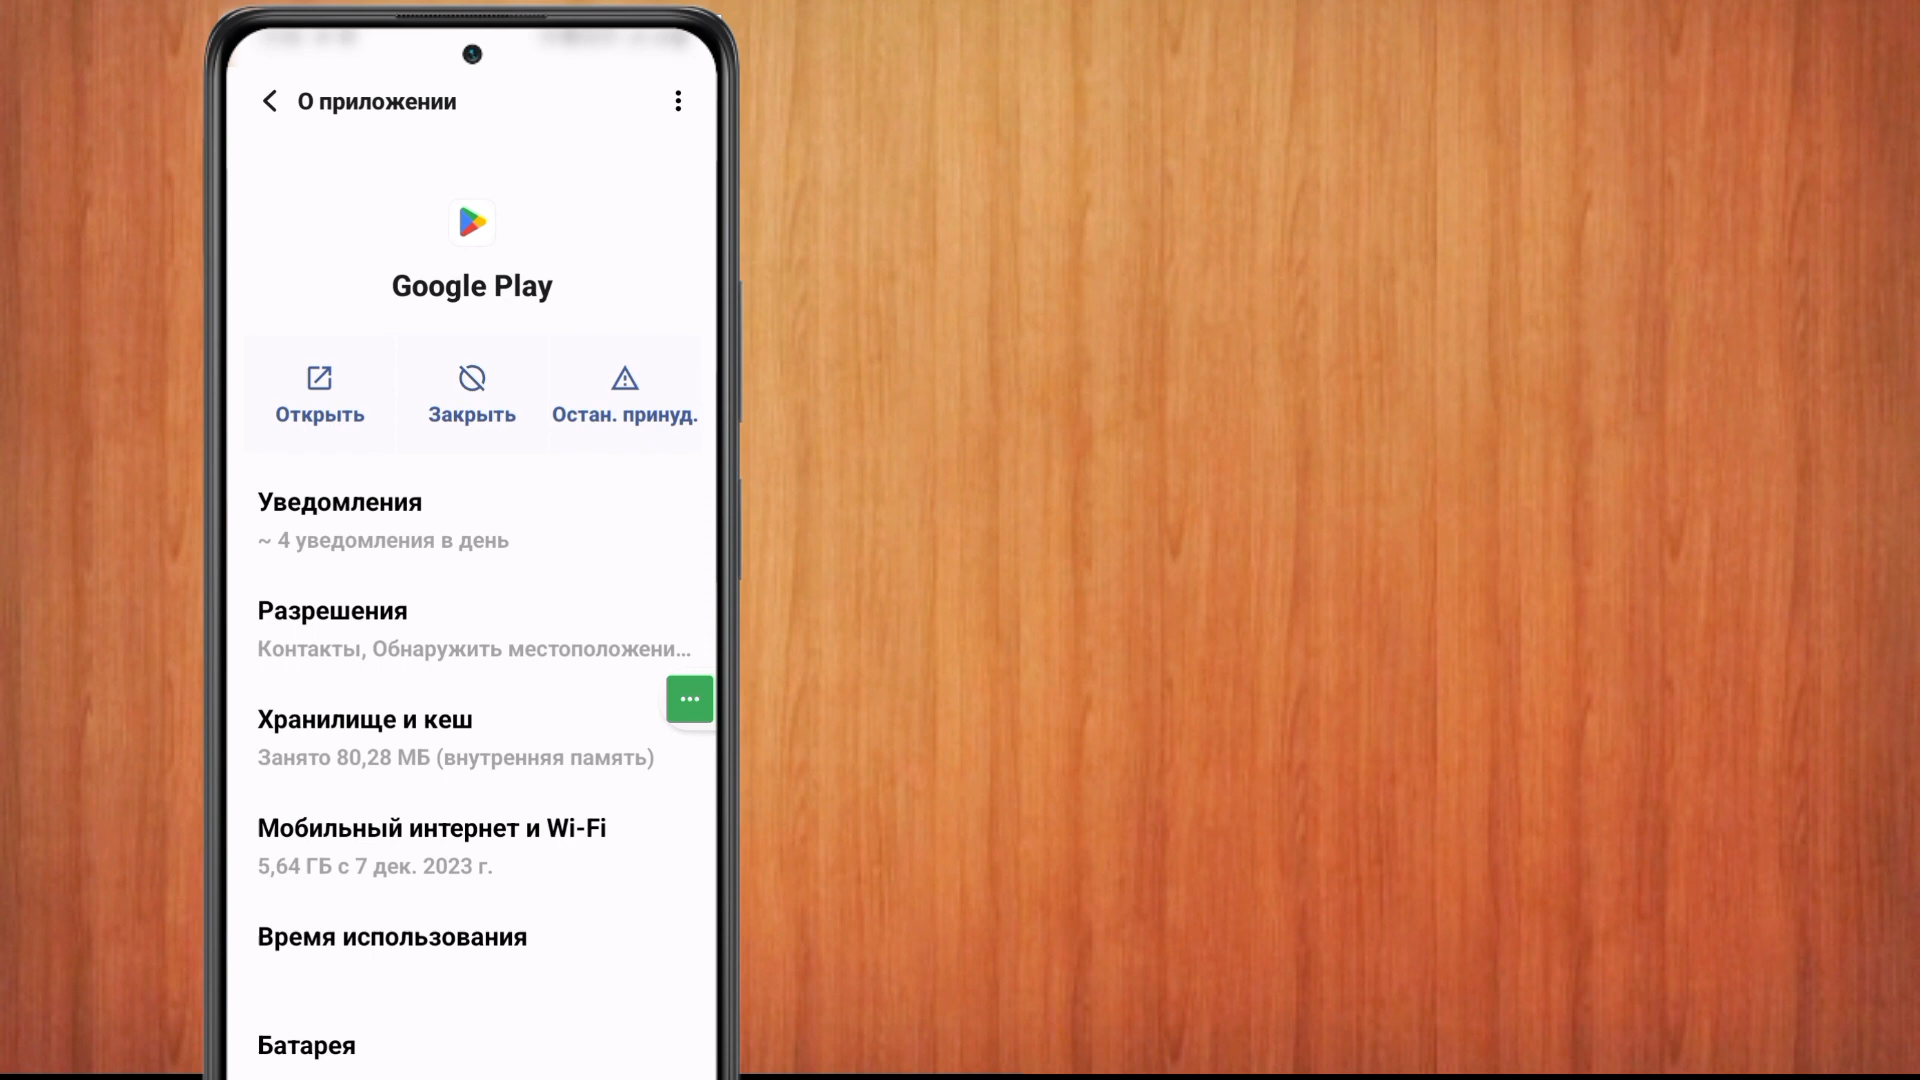 О приложении
Google Play
Открыть
Закрыть
Остан. принуд.
Уведомления
~ 4 уведомления в день
Разрешения
Контакты, Обнаружить местоположени...
Хранилище и кеш
Занято 80,28 МБ (внутренняя память)
Мобильный интернет и Wi-Fi
5,64 ГБ с 7 дек. 2023 г.
Время использования
Батарея